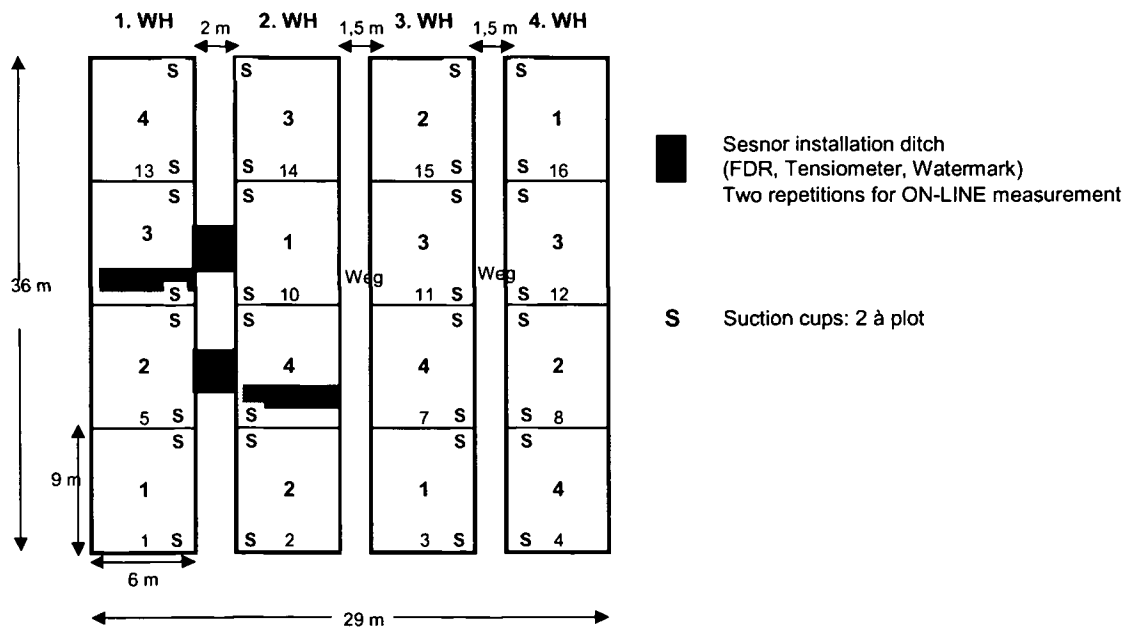 1. WH 2. WH 3. WH 4. WH
2 m 1,5 m 1,5 m
S S S S
4 3 2 1
13 S S 14 15 S S 16
S S S S
3 1 3 3
Weg Weg
36 m
S S 10 11 S S 12
S S S S
2 4 4 2
5 S S 7 S S 8
S S S S
9 m
1 2 1 4
1 S S 2 3 S S 4
6 m
29 m
Sesnor installation ditch
(FDR, Tensiometer, Watermark)
Two repetitions for ON-LINE measurement
S Suction cups: 2 à plot